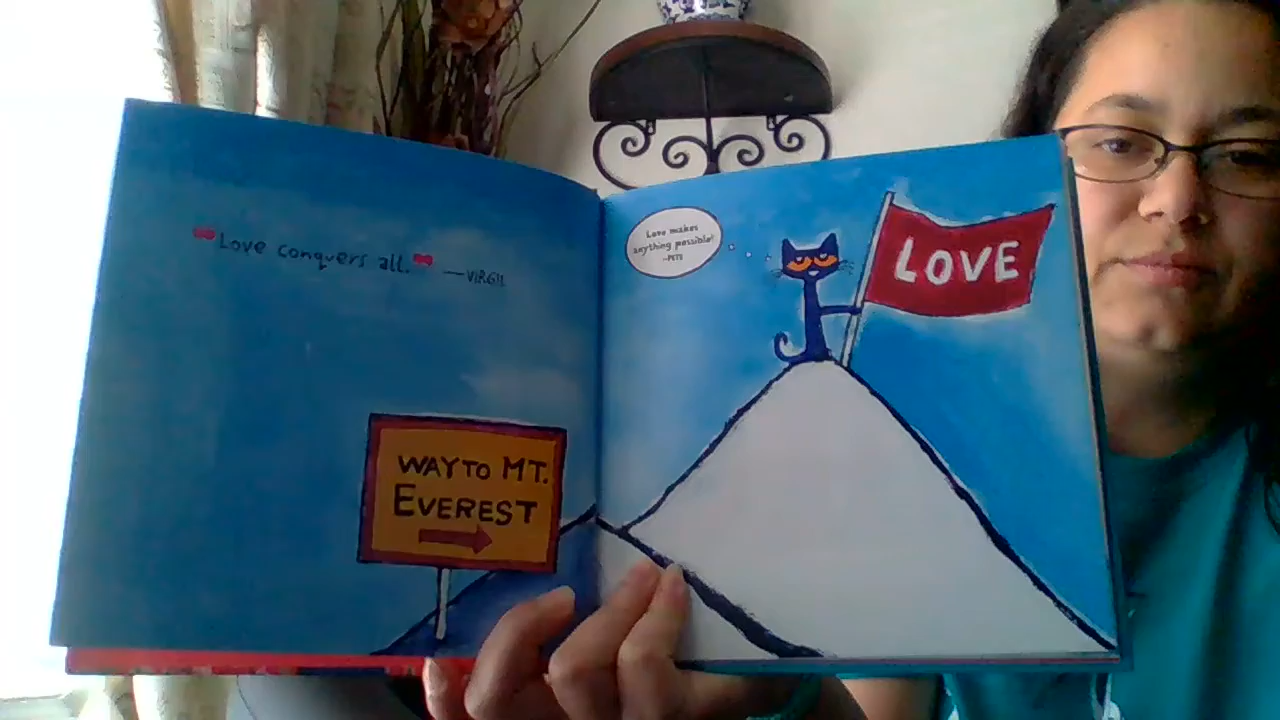 "Love conquers all." —VIRGIL
WAY TO MT.
EVEREST
Love makes
anything possible!
–PETE
LOVE